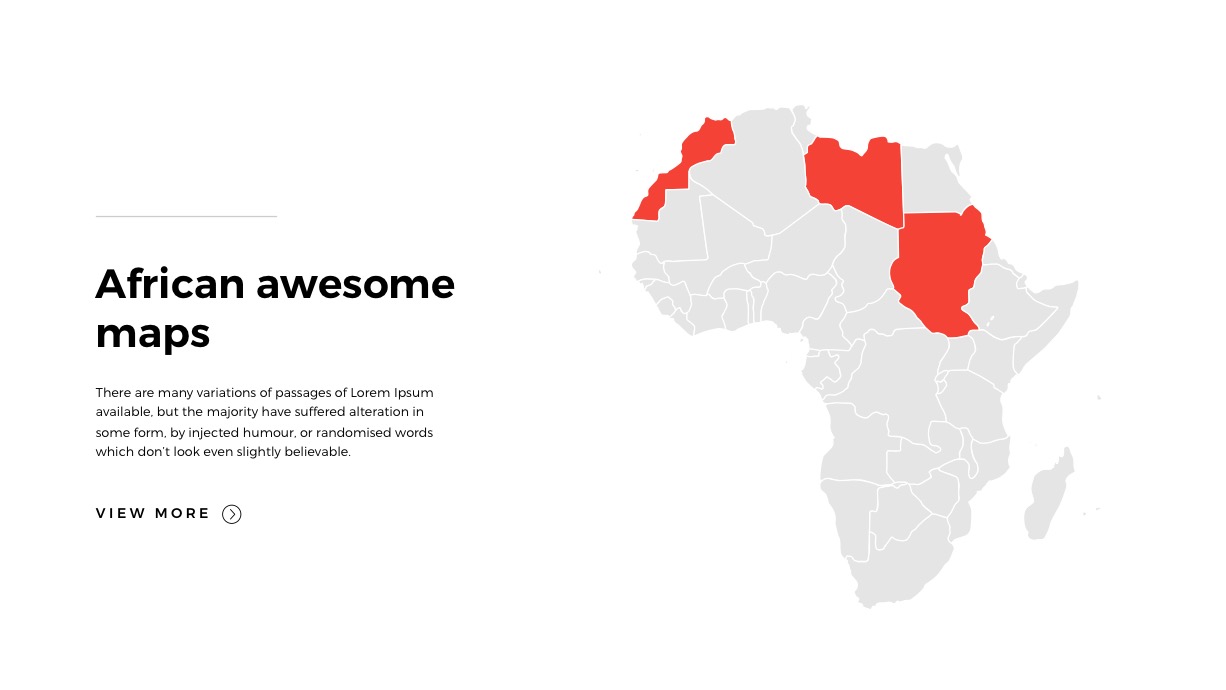 African awesome
maps
There are many variations of passages of Lorem Ipsum
available, but the majority have suffered alteration in
some form, by injected humour, or randomised words
which don't look even slightly believable.
VIEW MORE